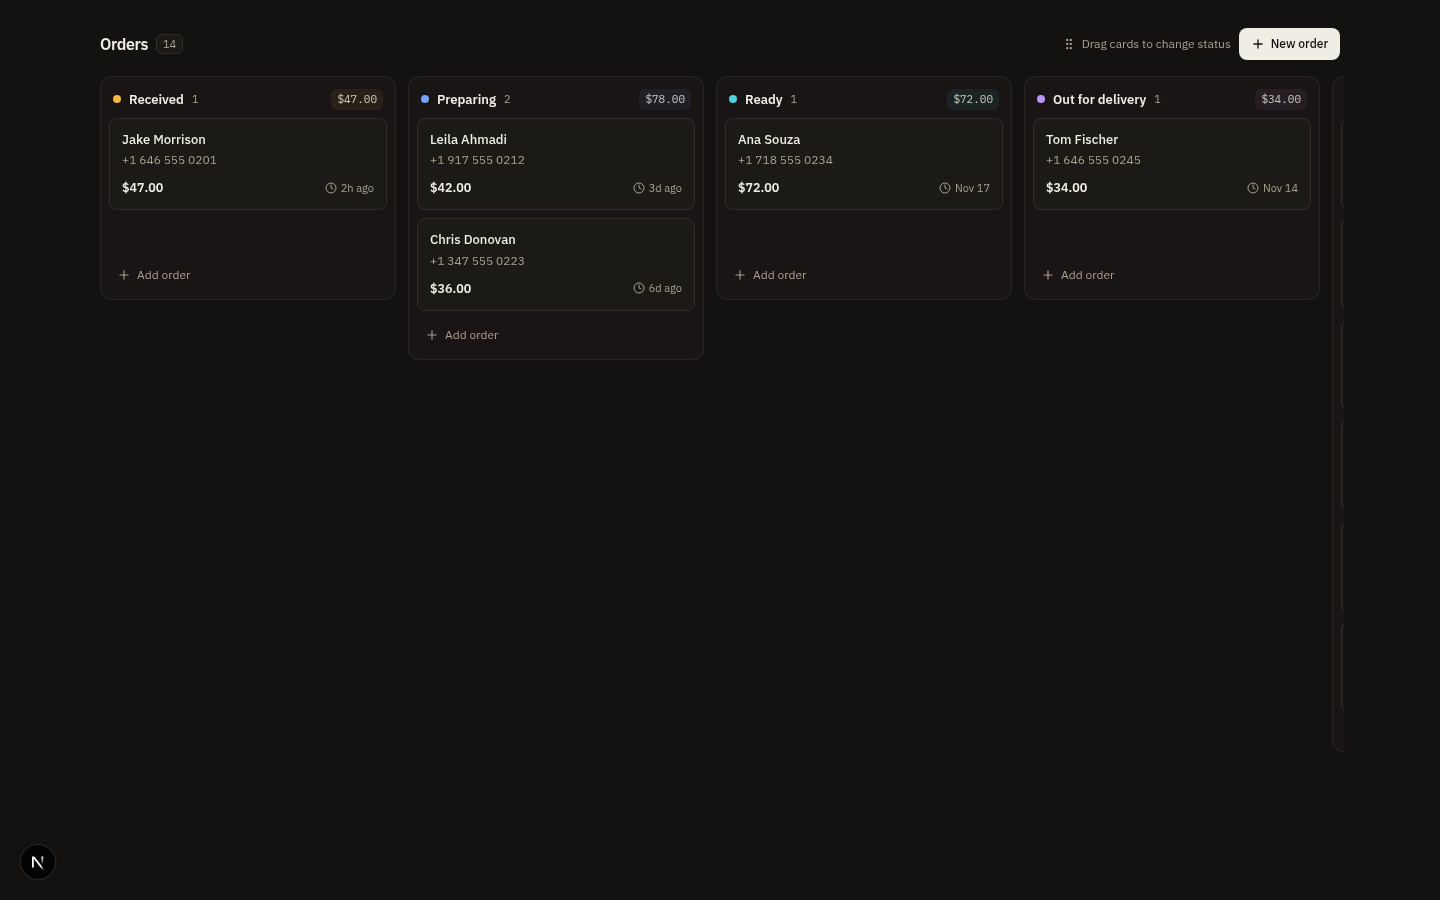 Orders 14
Drag cards to change status
New order
Received 1 $47.00
Jake Morrison
+1 646 555 0201
$47.00 2h ago
Add order
Preparing 2 $78.00
Leila Ahmadi
+1 917 555 0212
$42.00 3d ago
Chris Donovan
+1 347 555 0223
$36.00 6d ago
Add order
Ready 1 $72.00
Ana Souza
+1 718 555 0234
$72.00 Nov 17
Add order
Out for delivery 1 $34.00
Tom Fischer
+1 646 555 0245
$34.00 Nov 14
Add order
N